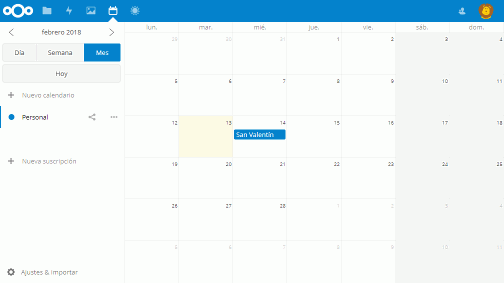 febrero 2018
Día Semana Mes
Hoy
Nuevo calendario
Personal
Nueva suscripción
Ajustes & Importar
lun. mar. mié. jue. vie. sáb. dom.
29 30 31 1 2 3 4
5 6 7 8 9 10 11
12 13 14 15 16 17 18
San Valentín
19 20 21 22 23 24 25
26 27 28 1 2 3 4
5 6 7 8 9 10 11